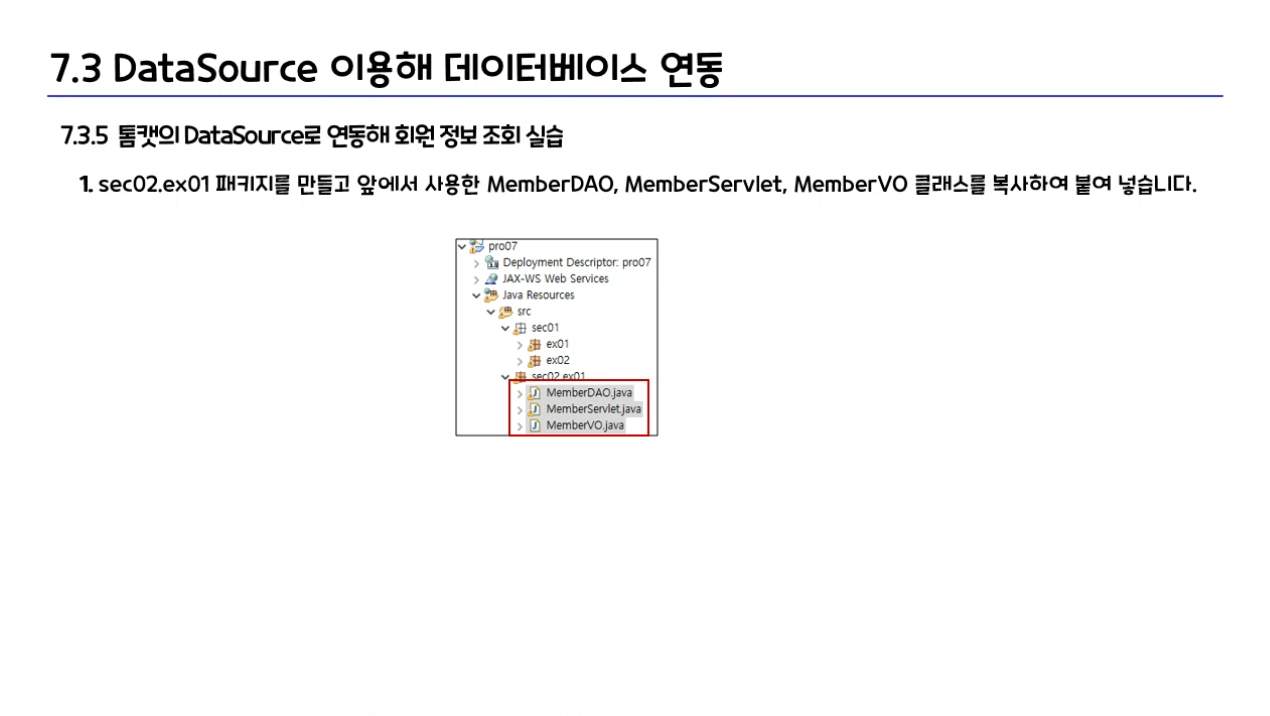 7.3 DataSource 이용해 데이터베이스 연동
7.3.5 톰캣의 DataSource로 연동해 회원 정보 조회 실습
1. sec02.ex01 패키지를 만들고 앞에서 사용한 MemberDAO, MemberServlet, MemberVO 클래스를 복사하여 붙여 넣습니다.
pro07
Deployment Descriptor: pro07
JAX-WS Web Services
Java Resources
src
sec01
ex01
ex02
sec02.ex01
MemberDAO.java
MemberServlet.java
MemberVO.java